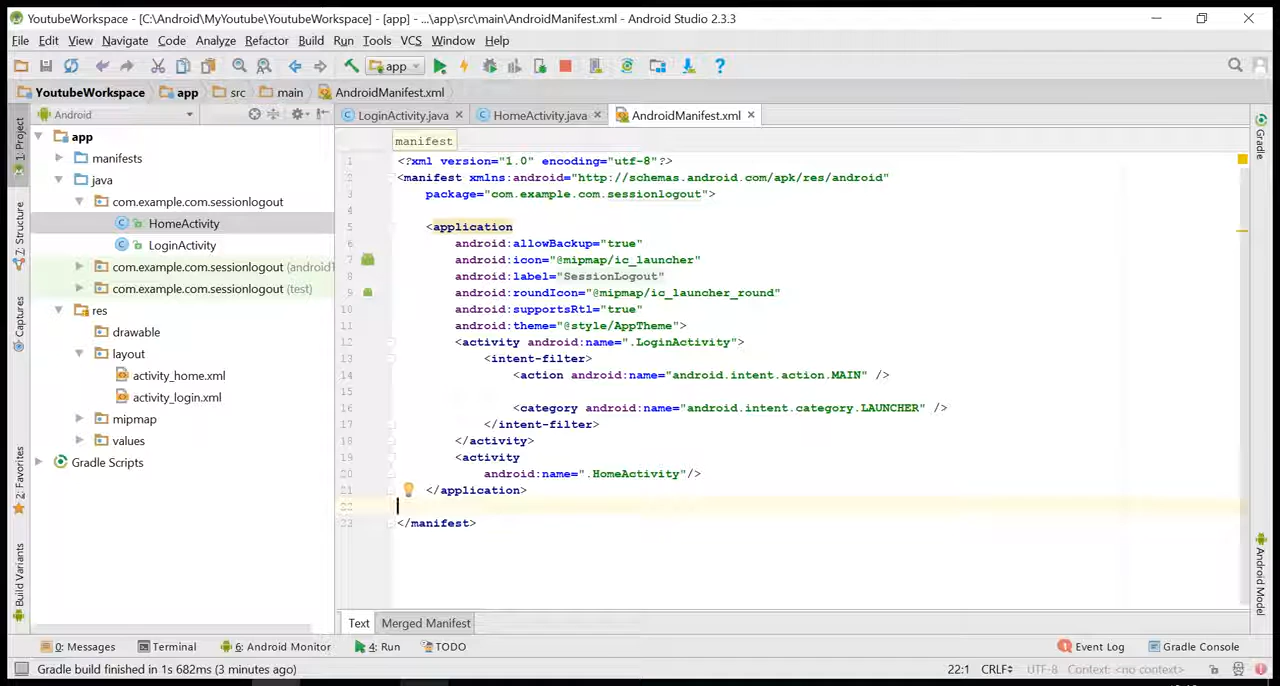 YoutubeWorkspace - [C:\Android\MyYoutube\YoutubeWorkspace] - [app] - ...\app\src\main\AndroidManifest.xml - Android Studio 2.3.3
File Edit View Navigate Code Analyze Refactor Build Run Tools VCS Window Help
app
YoutubeWorkspace app src main AndroidManifest.xml
Android
LoginActivity.java HomeActivity.java AndroidManifest.xml
1: Project
7: Structure
Captures
2: Favorites
Build Variants
app
manifests
java
com.example.com.sessionlogout
HomeActivity
LoginActivity
com.example.com.sessionlogout (android
com.example.com.sessionlogout (test)
res
drawable
layout
activity_home.xml
activity_login.xml
mipmap
values
Gradle Scripts
manifest
1 <?xml version="1.0" encoding="utf-8"?>
2 <manifest xmlns:android="http://schemas.android.com/apk/res/android"
3 package="com.example.com.sessionlogout">
4
5 <application
6 android:allowBackup="true"
7 android:icon="@mipmap/ic_launcher"
8 android:label="SessionLogout"
9 android:roundIcon="@mipmap/ic_launcher_round"
10 android:supportsRtl="true"
11 android:theme="@style/AppTheme">
12 <activity android:name=".LoginActivity">
13 <intent-filter>
14 <action android:name="android.intent.action.MAIN" />
15
16 <category android:name="android.intent.category.LAUNCHER" />
17 </intent-filter>
18 </activity>
19 <activity
20 android:name=".HomeActivity"/>
21 </application>
22
23 </manifest>
Gradle
Android Model
Text Merged Manifest
0: Messages Terminal 6: Android Monitor 4: Run TODO Event Log Gradle Console
Gradle build finished in 1s 682ms (3 minutes ago) 22:1 CRLF UTF-8 Context: <no context>